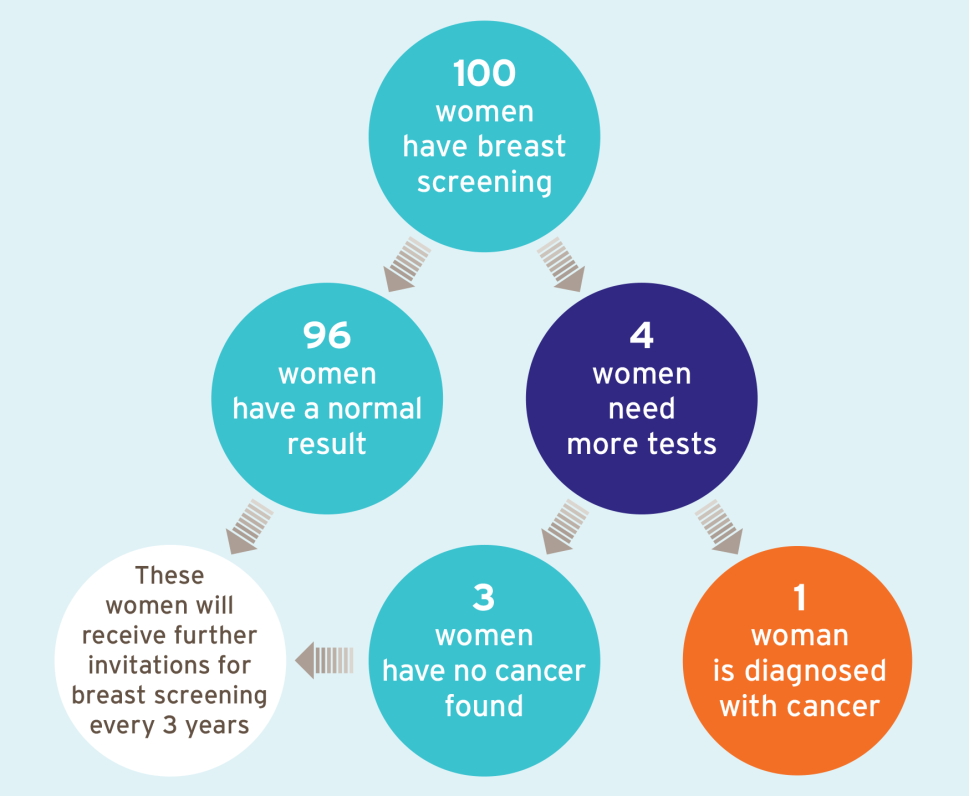 100
women
have breast
screening
96
women
have a normal
result
4
women
need
more tests
These
women will
receive further
invitations for
breast screening
every 3 years
3
women
have no cancer
found
1
woman
is diagnosed
with cancer